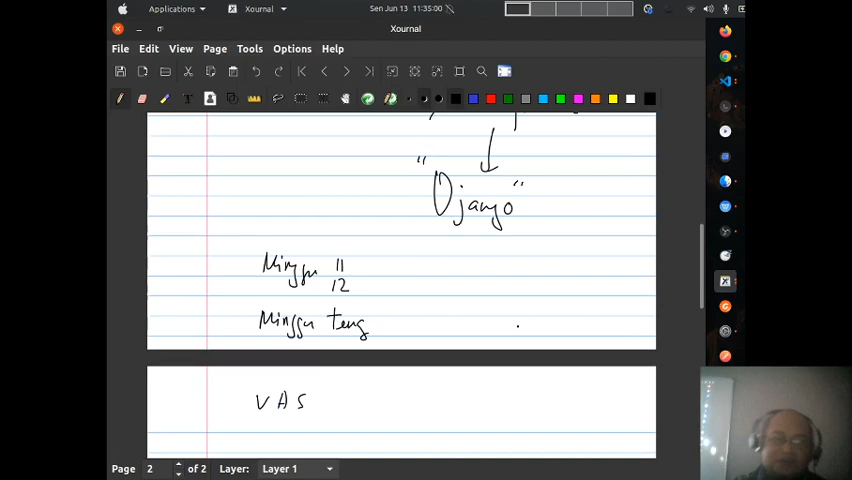 Applications
Xournal
Sen Jun 13 11:35:00
Xournal
File Edit View Page Tools Options Help
"Django"
Minggu 11
12
Minggu teng
UAS
Page 2 of 2 Layer: Layer 1